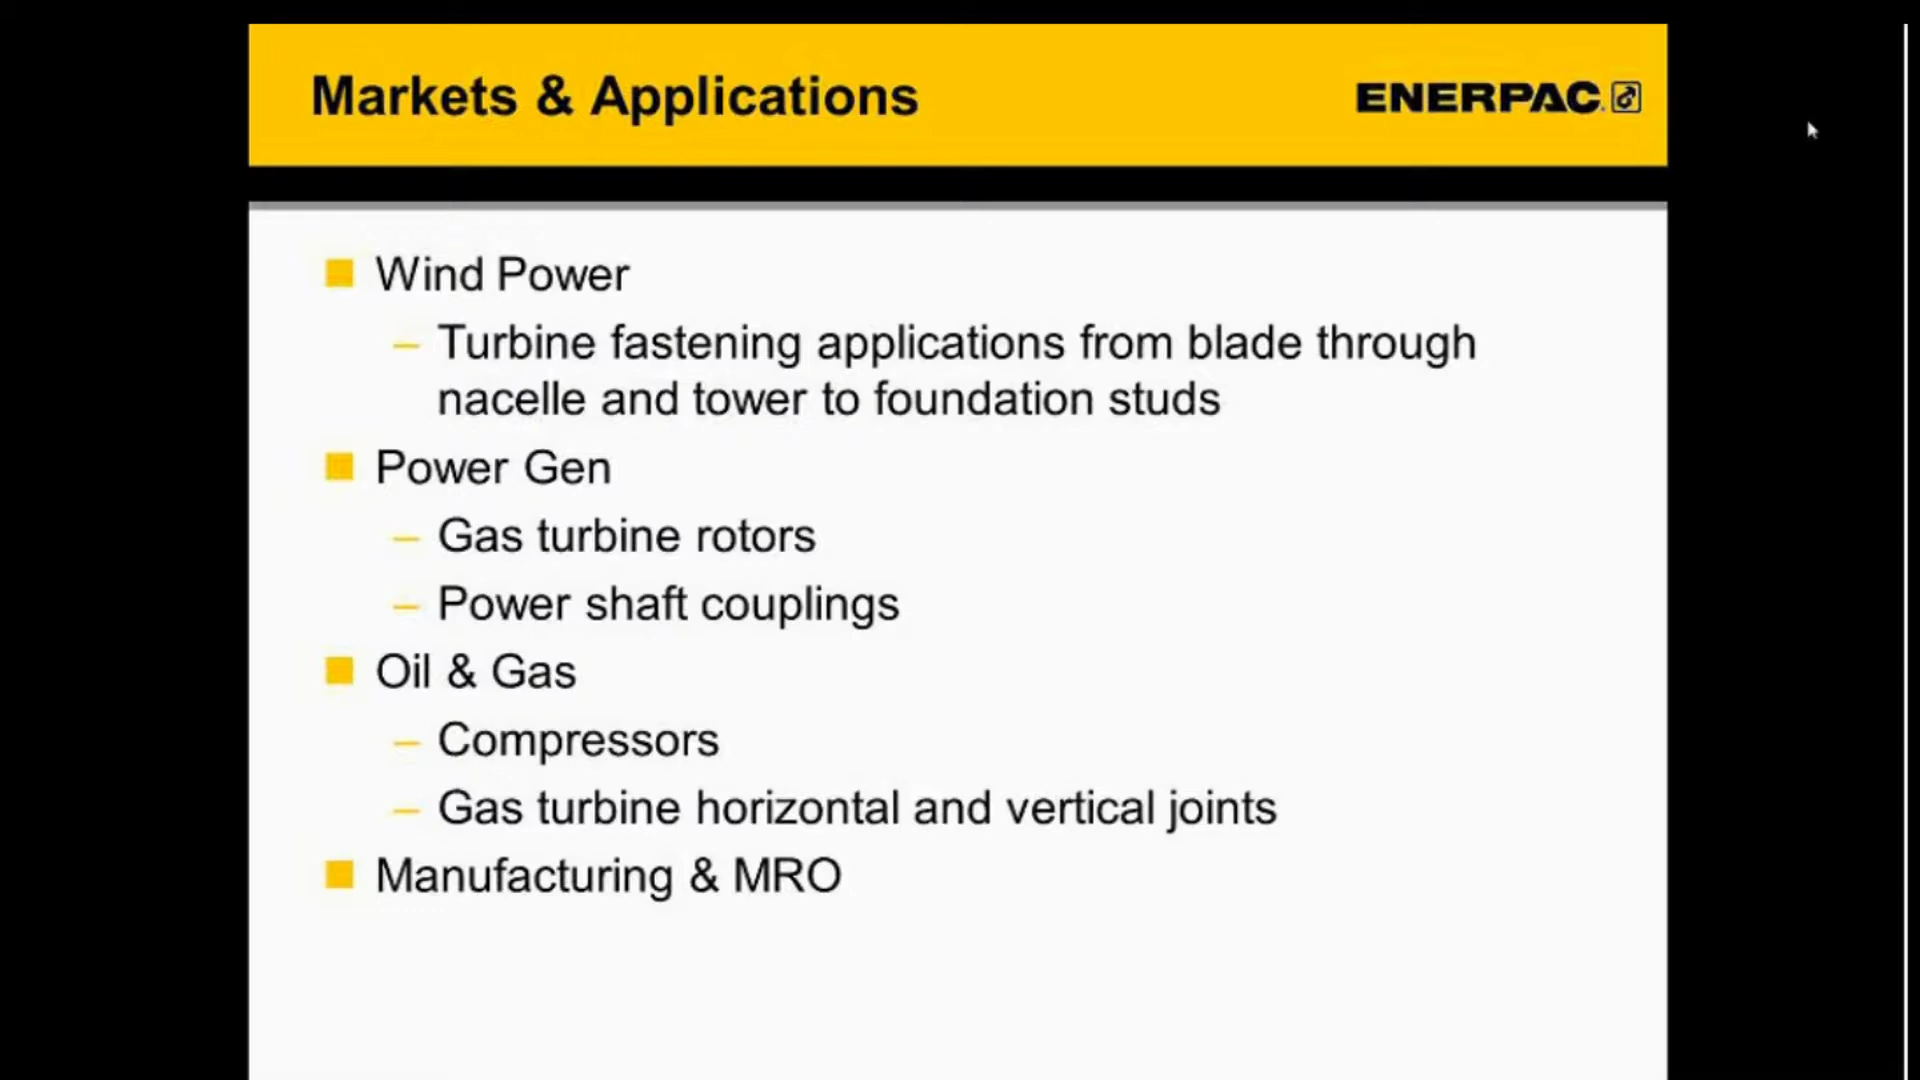 Markets & Applications
ENERPAC
Wind Power
– Turbine fastening applications from blade through
nacelle and tower to foundation studs
Power Gen
– Gas turbine rotors
– Power shaft couplings
Oil & Gas
– Compressors
– Gas turbine horizontal and vertical joints
Manufacturing & MRO